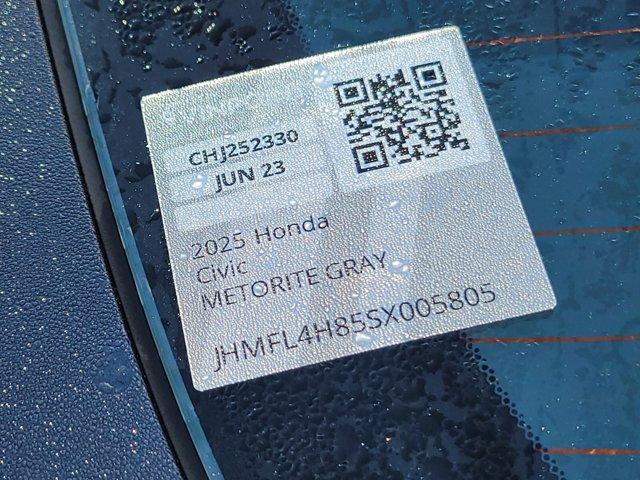 CHJ252330
JUN 23
2025 Honda
Civic
METORITE GRAY
JHMFL4H85SX005805